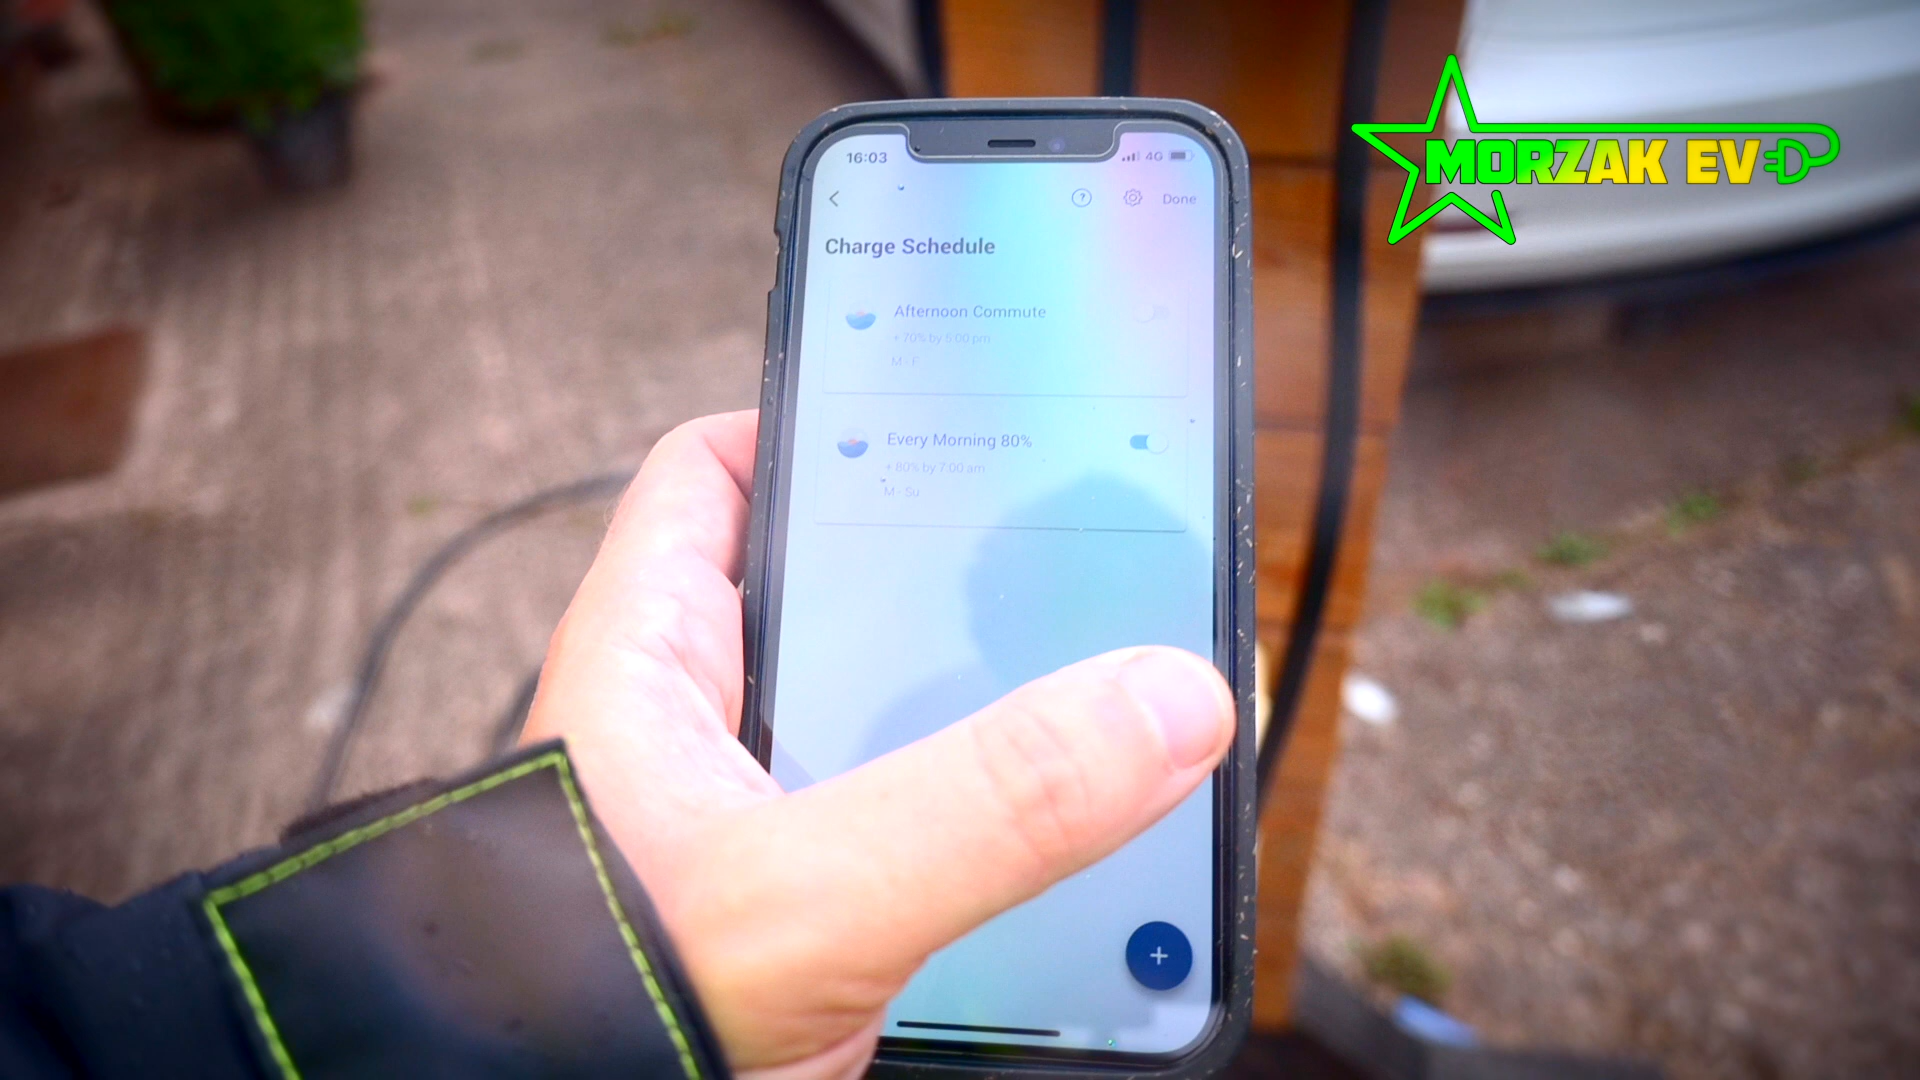 MORZAK EV
16:03
4G
Done
Charge Schedule
Afternoon Commute
+ 70% by 5:00 pm
M - F
Every Morning 80%
+ 80% by 7:00 am
M - Su